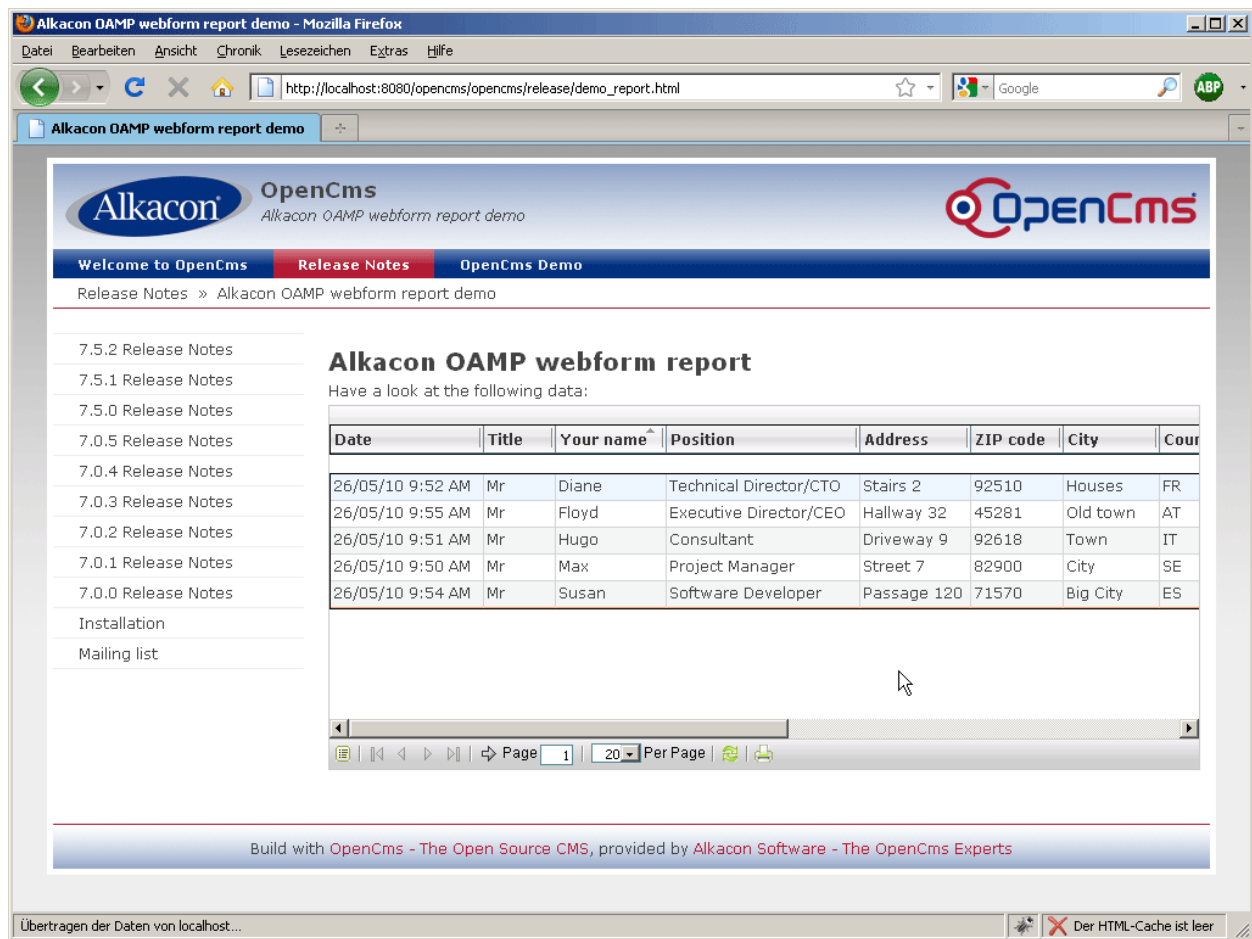 Alkacon OAMP webform report demo - Mozilla Firefox
Datei Bearbeiten Ansicht Chronik Lesezeichen Extras Hilfe
http://localhost:8080/opencms/opencms/release/demo_report.html
Google
ABP
Alkacon OAMP webform report demo
Alkacon
OpenCms
Alkacon OAMP webform report demo
OpenCms
Welcome to OpenCms Release Notes OpenCms Demo
Release Notes » Alkacon OAMP webform report demo
7.5.2 Release Notes
7.5.1 Release Notes
7.5.0 Release Notes
7.0.5 Release Notes
7.0.4 Release Notes
7.0.3 Release Notes
7.0.2 Release Notes
7.0.1 Release Notes
7.0.0 Release Notes
Installation
Mailing list
Alkacon OAMP webform report
Have a look at the following data:
Date Title Your name Position Address ZIP code City Cour
26/05/10 9:52 AM Mr Diane Technical Director/CTO Stairs 2 92510 Houses FR
26/05/10 9:55 AM Mr Floyd Executive Director/CEO Hallway 32 45281 Old town AT
26/05/10 9:51 AM Mr Hugo Consultant Driveway 9 92618 Town IT
26/05/10 9:50 AM Mr Max Project Manager Street 7 82900 City SE
26/05/10 9:54 AM Mr Susan Software Developer Passage 120 71570 Big City ES
Page 1 20 Per Page
Build with OpenCms - The Open Source CMS, provided by Alkacon Software - The OpenCms Experts
Übertragen der Daten von localhost...
Der HTML-Cache ist leer